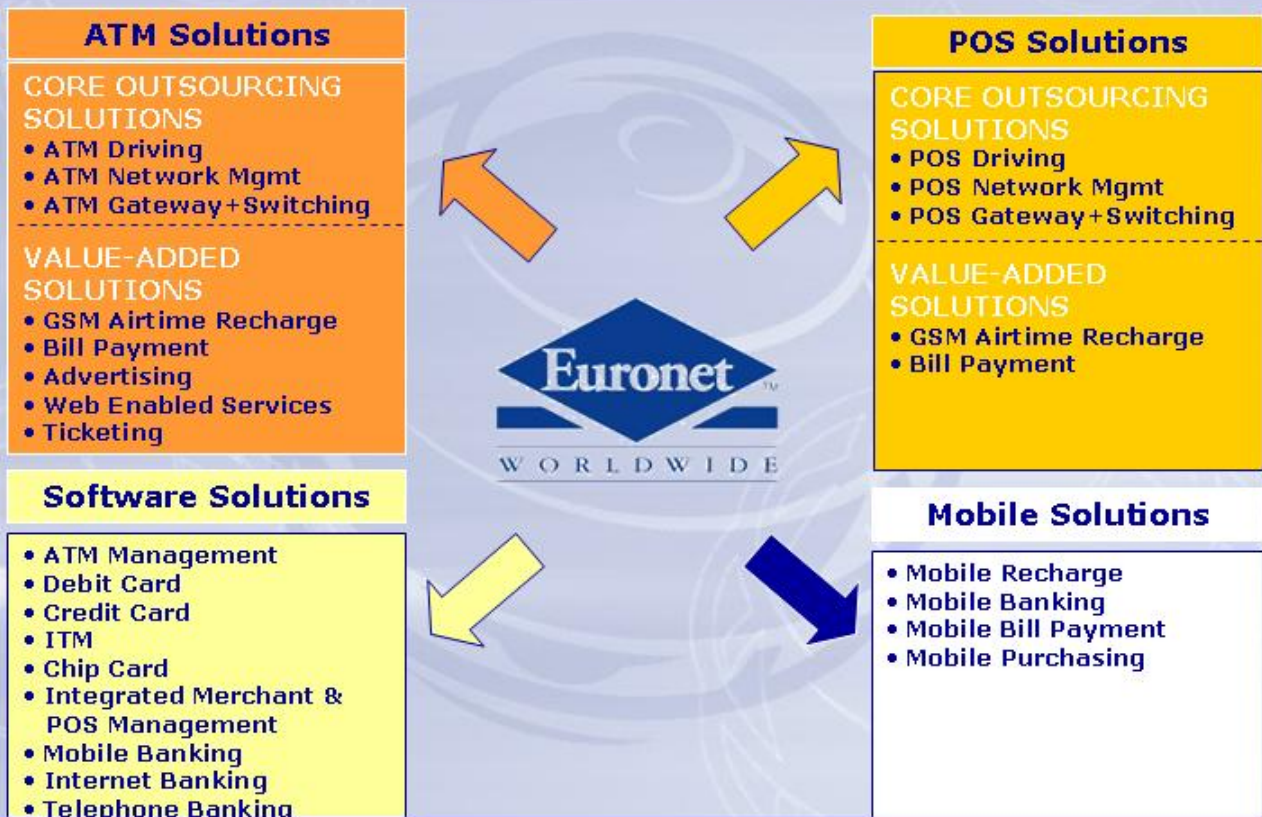 ATM Solutions
CORE OUTSOURCING
SOLUTIONS
• ATM Driving
• ATM Network Mgmt
• ATM Gateway+Switching
VALUE-ADDED
SOLUTIONS
• GSM Airtime Recharge
• Bill Payment
• Advertising
• Web Enabled Services
• Ticketing
POS Solutions
CORE OUTSOURCING
SOLUTIONS
• POS Driving
• POS Network Mgmt
• POS Gateway+Switching
VALUE-ADDED
SOLUTIONS
• GSM Airtime Recharge
• Bill Payment
Euronet TM
WORLDWIDE
Software Solutions
• ATM Management
• Debit Card
• Credit Card
• ITM
• Chip Card
• Integrated Merchant &
POS Management
• Mobile Banking
• Internet Banking
• Telephone Banking
Mobile Solutions
• Mobile Recharge
• Mobile Banking
• Mobile Bill Payment
• Mobile Purchasing